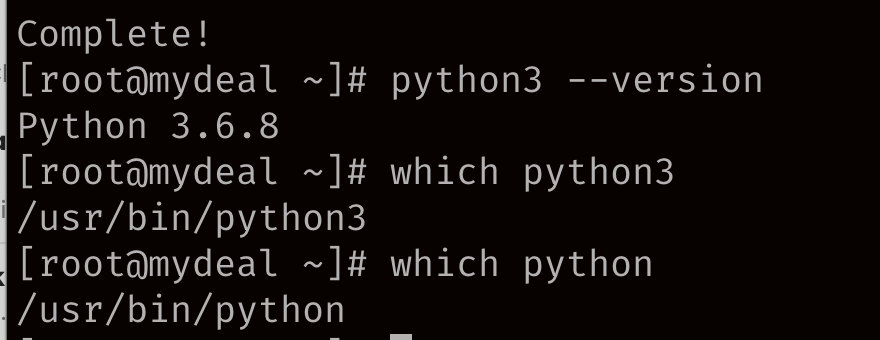 Complete!
[root@mydeal ~]# python3 --version
Python 3.6.8
[root@mydeal ~]# which python3
/usr/bin/python3
[root@mydeal ~]# which python
/usr/bin/python